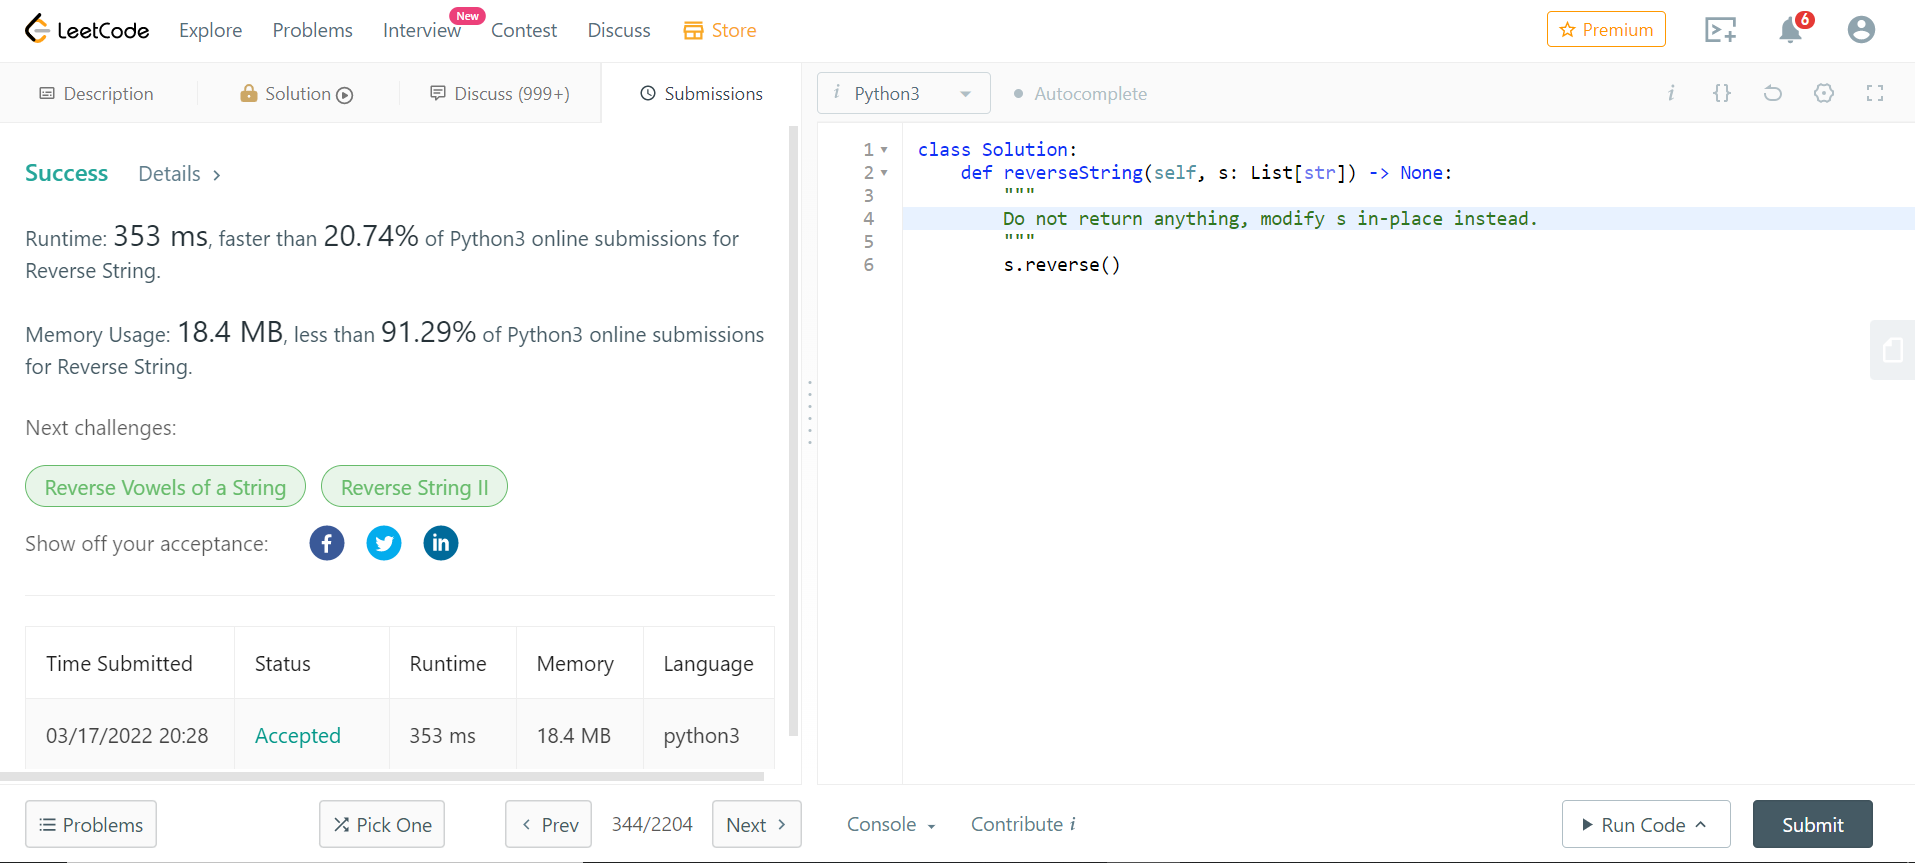 LeetCode Explore Problems Interview New Contest Discuss Store Premium 6
Description Solution Discuss (999+) Submissions
i Python3 Autocomplete i {}
Success Details >
Runtime: 353 ms, faster than 20.74% of Python3 online submissions for
Reverse String.
Memory Usage: 18.4 MB, less than 91.29% of Python3 online submissions
for Reverse String.
Next challenges:
Reverse Vowels of a String Reverse String II
Show off your acceptance: f in
Time Submitted Status Runtime Memory Language
03/17/2022 20:28 Accepted 353 ms 18.4 MB python3
1 class Solution:
2 def reverseString(self, s: List[str]) -> None:
3 """
4 Do not return anything, modify s in-place instead.
5 """
6 s.reverse()
Problems Pick One Prev 344/2204 Next Console Contribute i Run Code Submit